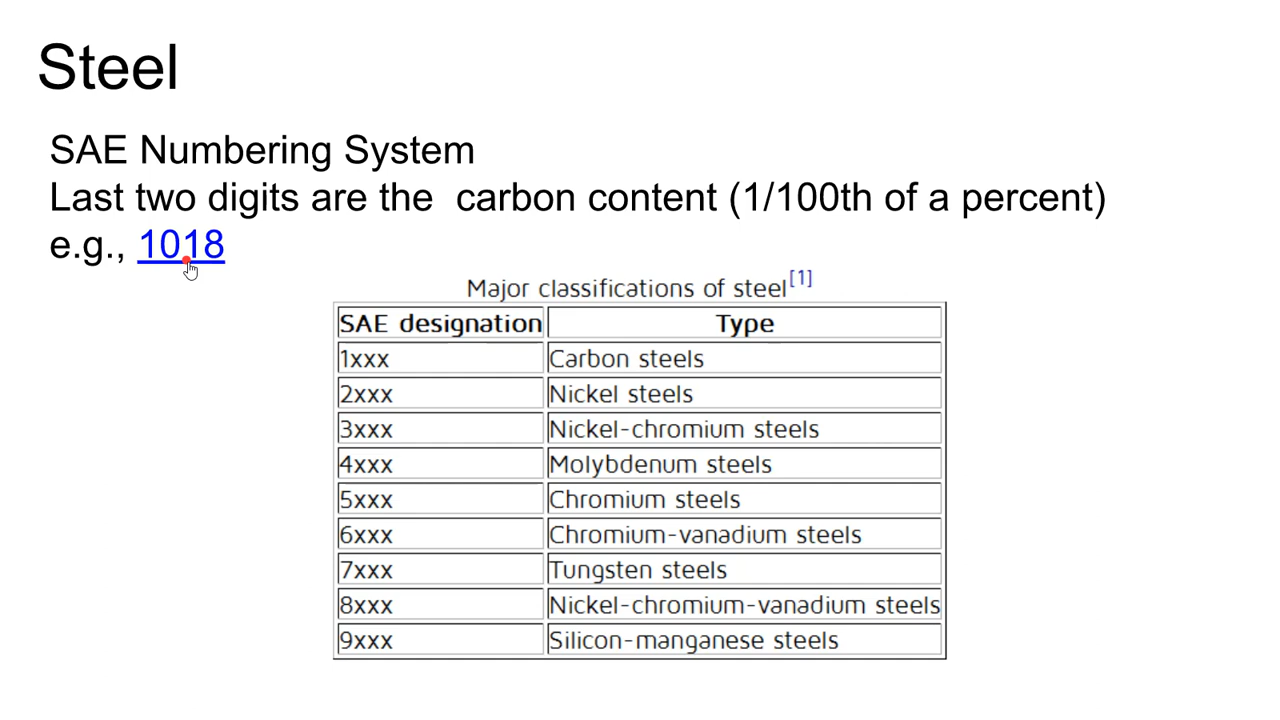 Steel
SAE Numbering System
Last two digits are the  carbon content (1/100th of a percent)
e.g., 1018
Major classifications of steel[1]
SAE designation Type
1xxx Carbon steels
2xxx Nickel steels
3xxx Nickel-chromium steels
4xxx Molybdenum steels
5xxx Chromium steels
6xxx Chromium-vanadium steels
7xxx Tungsten steels
8xxx Nickel-chromium-vanadium steels
9xxx Silicon-manganese steels